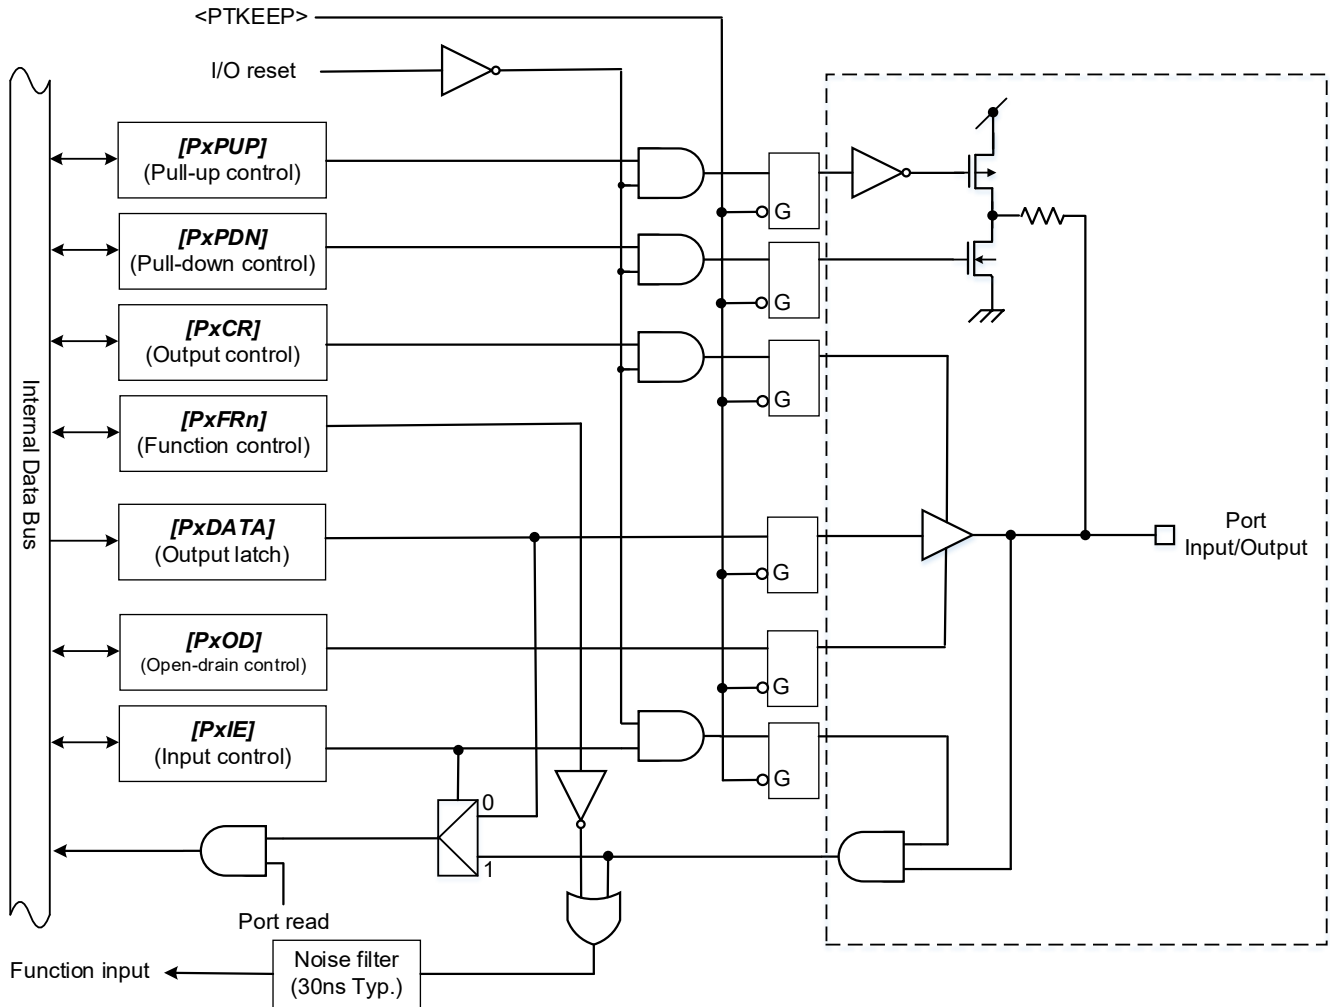 <PTKEEP>
I/O reset
[PxPUP]
(Pull-up control)
G
[PxPDN]
(Pull-down control)
G
[PxCR]
(Output control)
G
Internal Data Bus
[PxFRn]
(Function control)
[PxDATA]
(Output latch)
G
Port
Input/Output
[PxOD]
(Open-drain control)
G
[PxIE]
(Input control)
G
0
1
Port read
Noise filter
(30ns Typ.)
Function input